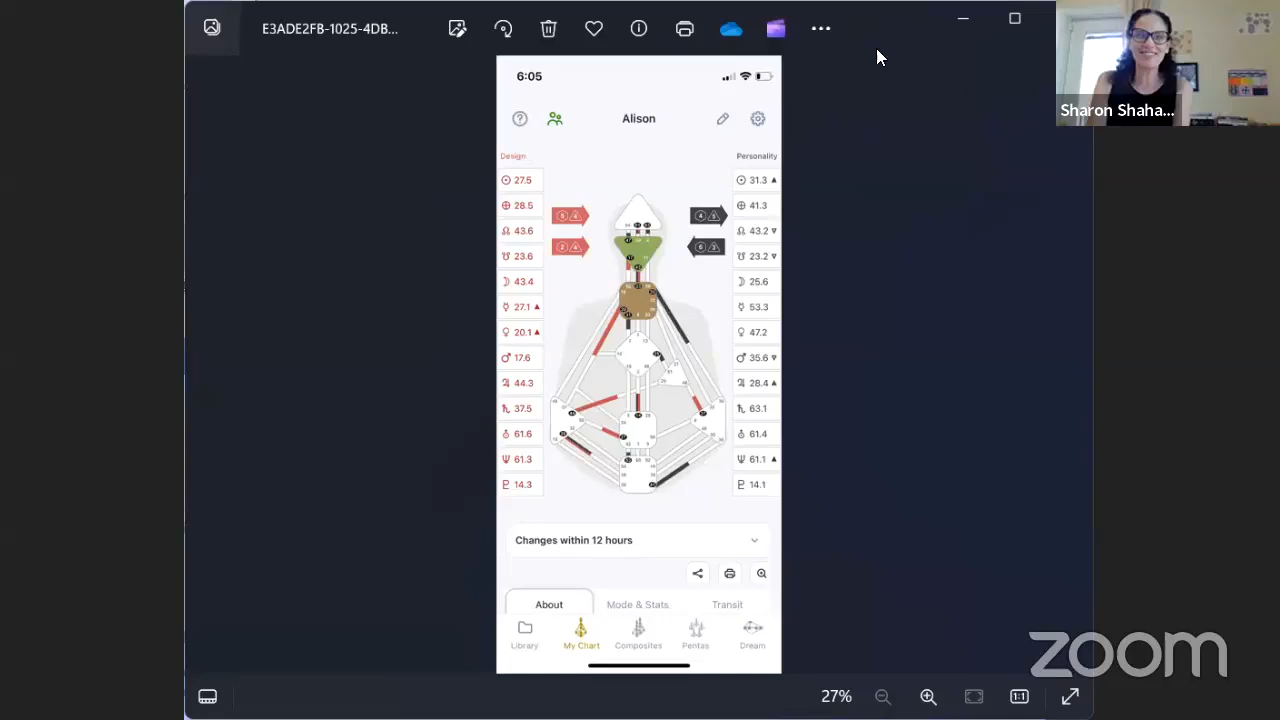 E3ADE2FB-1025-4DB...
Sharon Shaha...
6:05
Alison
Design
Personality
27.5
31.3
28.5
41.3
43.6
43.2
23.6
23.2
43.4
25.6
27.1
53.3
20.1
47.2
17.6
35.6
44.3
28.4
37.5
63.1
61.6
61.4
61.3
61.1
14.3
14.1
Changes within 12 hours
About
Mode & Stats
Transit
Library
My Chart
Composites
Pentas
Dream
27%
1:1
zoom